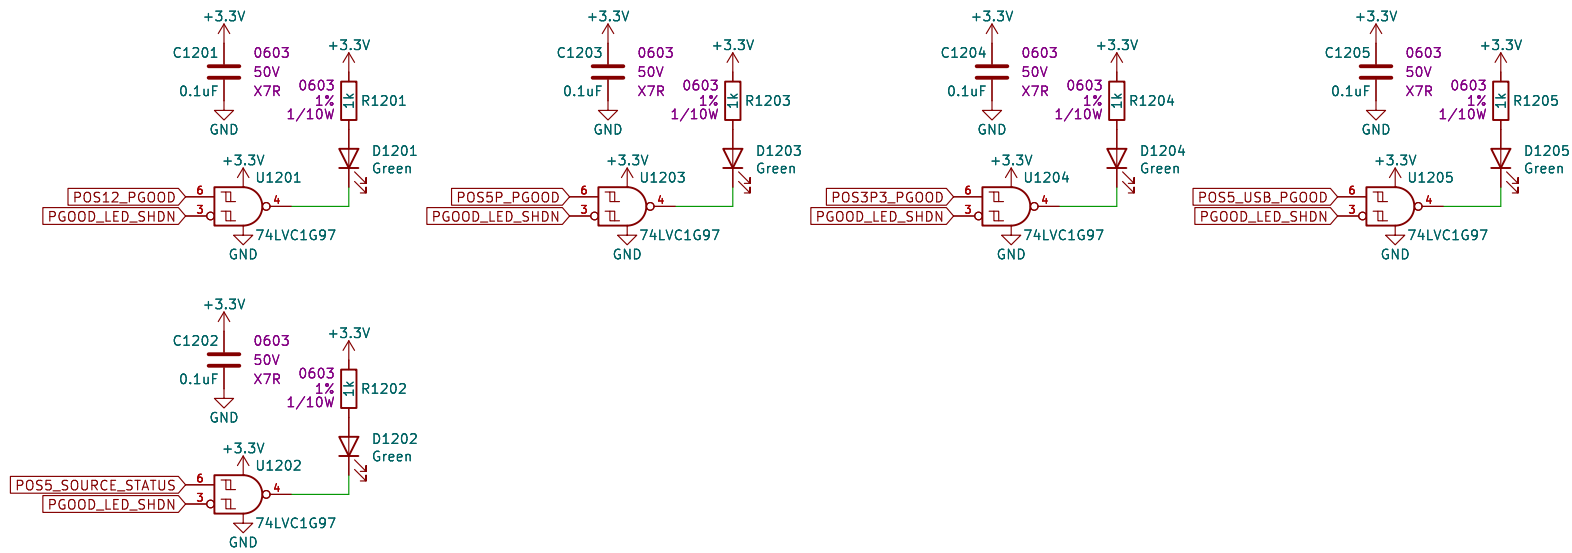 +3.3V
C1201
0603
50V
0.1uF
X7R
GND
+3.3V
0603
1%
1/10W
1k
R1201
D1201
Green
+3.3V
U1201
POS12_PGOOD
6
PGOOD_LED_SHDN
3
4
74LVC1G97
GND
+3.3V
C1203
0603
50V
0.1uF
X7R
GND
+3.3V
0603
1%
1/10W
1k
R1203
D1203
Green
+3.3V
U1203
POS5P_PGOOD
6
PGOOD_LED_SHDN
3
4
74LVC1G97
GND
+3.3V
C1204
0603
50V
0.1uF
X7R
GND
+3.3V
0603
1%
1/10W
1k
R1204
D1204
Green
+3.3V
U1204
POS3P3_PGOOD
6
PGOOD_LED_SHDN
3
4
74LVC1G97
GND
+3.3V
C1205
0603
50V
0.1uF
X7R
GND
+3.3V
0603
1%
1/10W
1k
R1205
D1205
Green
+3.3V
U1205
POS5_USB_PGOOD
6
PGOOD_LED_SHDN
3
4
74LVC1G97
GND
+3.3V
C1202
0603
50V
0.1uF
X7R
GND
+3.3V
0603
1%
1/10W
1k
R1202
D1202
Green
+3.3V
U1202
POS5_SOURCE_STATUS
6
PGOOD_LED_SHDN
3
4
74LVC1G97
GND